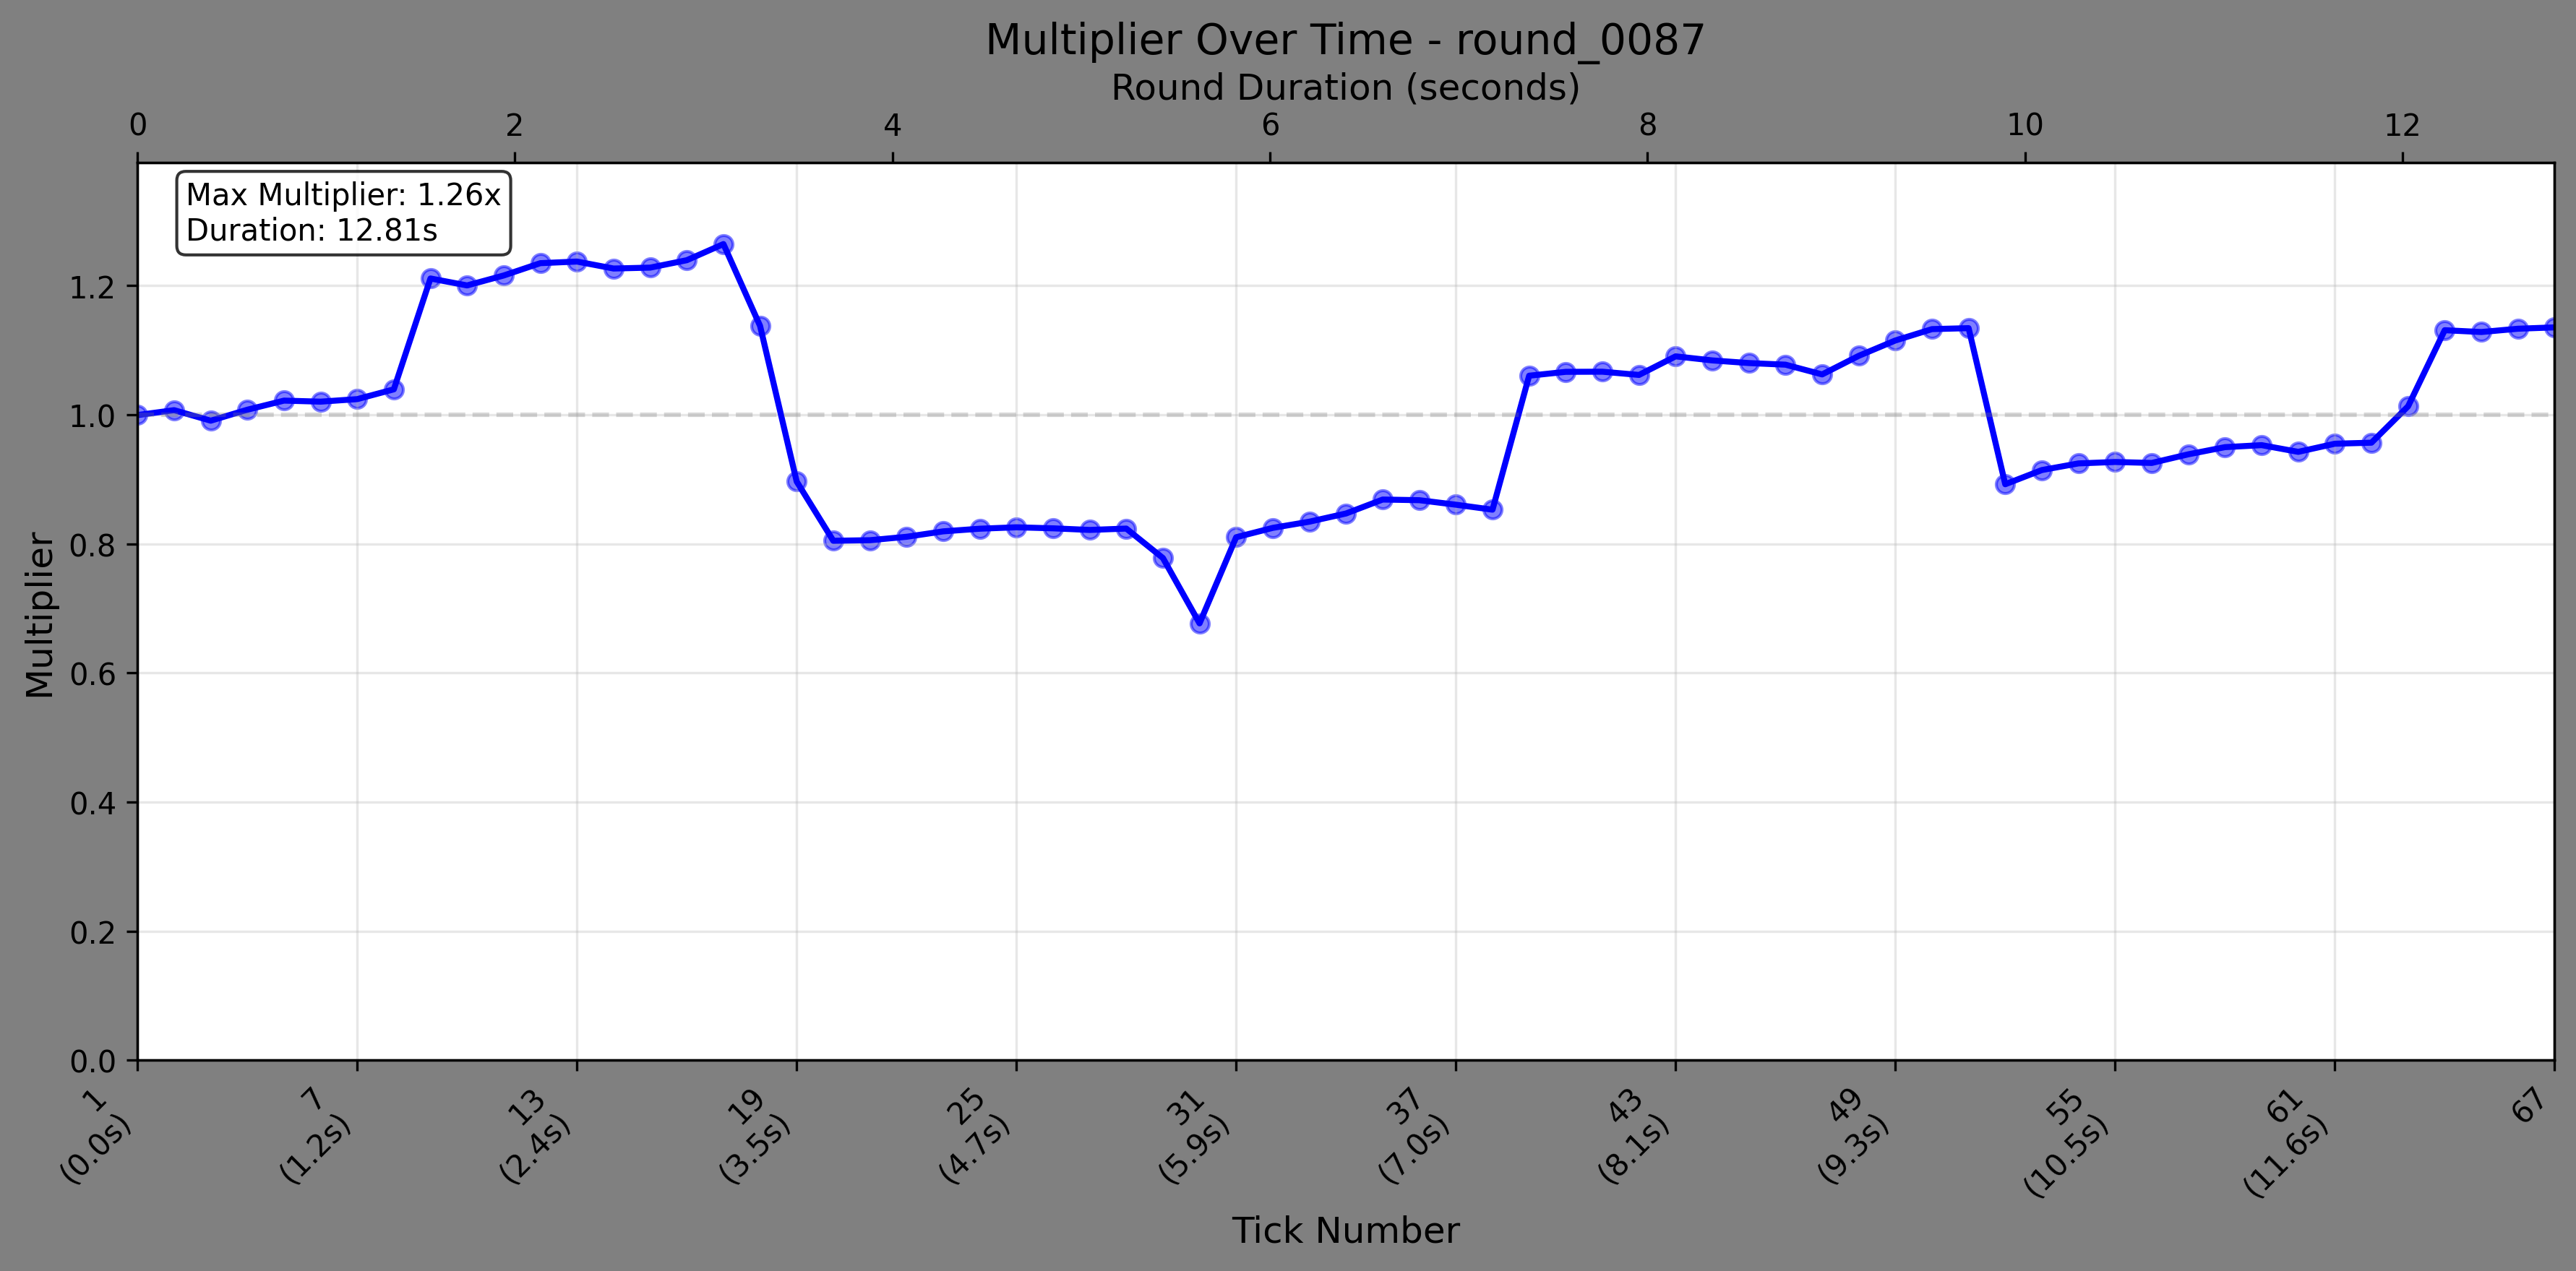 Multiplier Over Time - round_0087
Round Duration (seconds)
0 2 4 6 8 10 12
Max Multiplier: 1.26x
Duration: 12.81s
1.2
1.0
0.8
0.6
0.4
0.2
0.0
Multiplier
1
(0.0s)
7
(1.2s)
13
(2.4s)
19
(3.5s)
25
(4.7s)
31
(5.9s)
37
(7.0s)
43
(8.1s)
49
(9.3s)
55
(10.5s)
61
(11.6s)
67
Tick Number